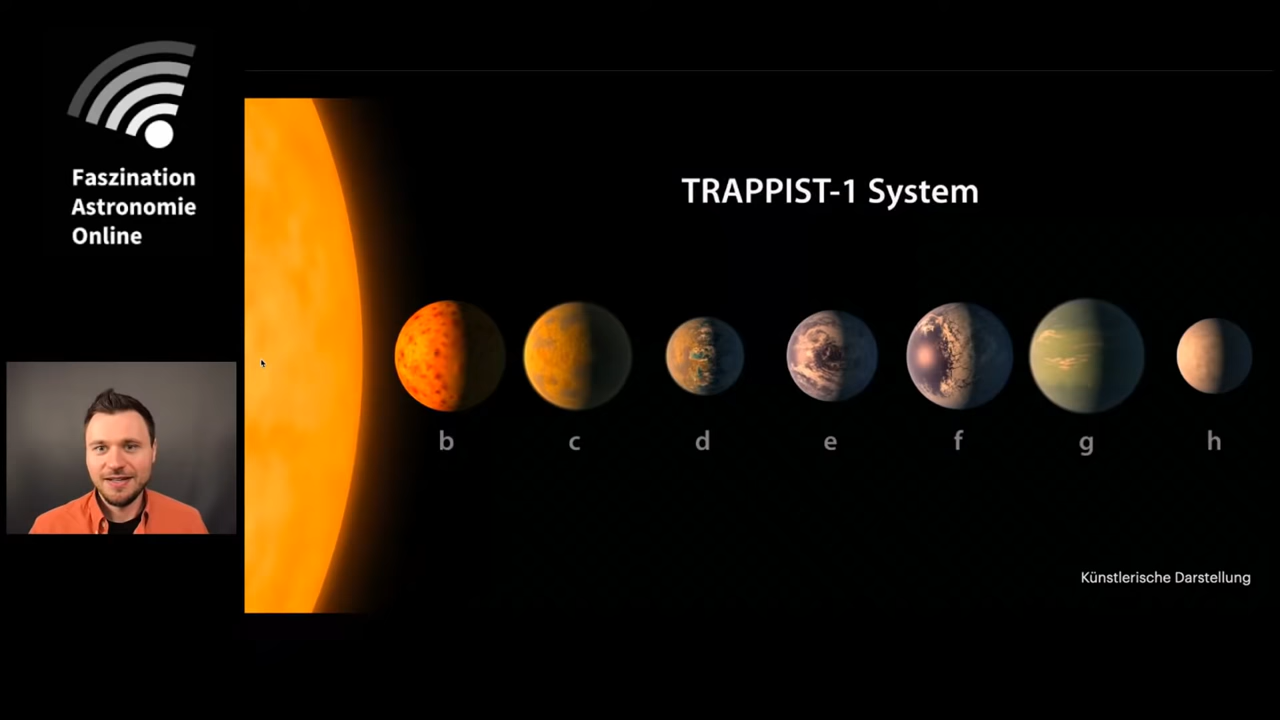 Faszination
Astronomie
Online
TRAPPIST-1 System
b c d e f g h
Künstlerische Darstellung